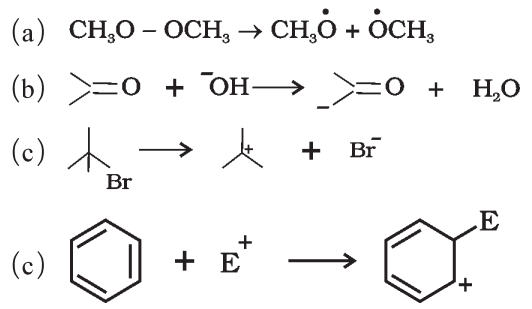 (a) CH₃O – OCH₃ → CH₃Ȯ + ȮCH₃
(b) =O + ⁻OH → ⁻ =O + H₂O
(c) Br → + + Br⁻
(c) + E⁺ → E +